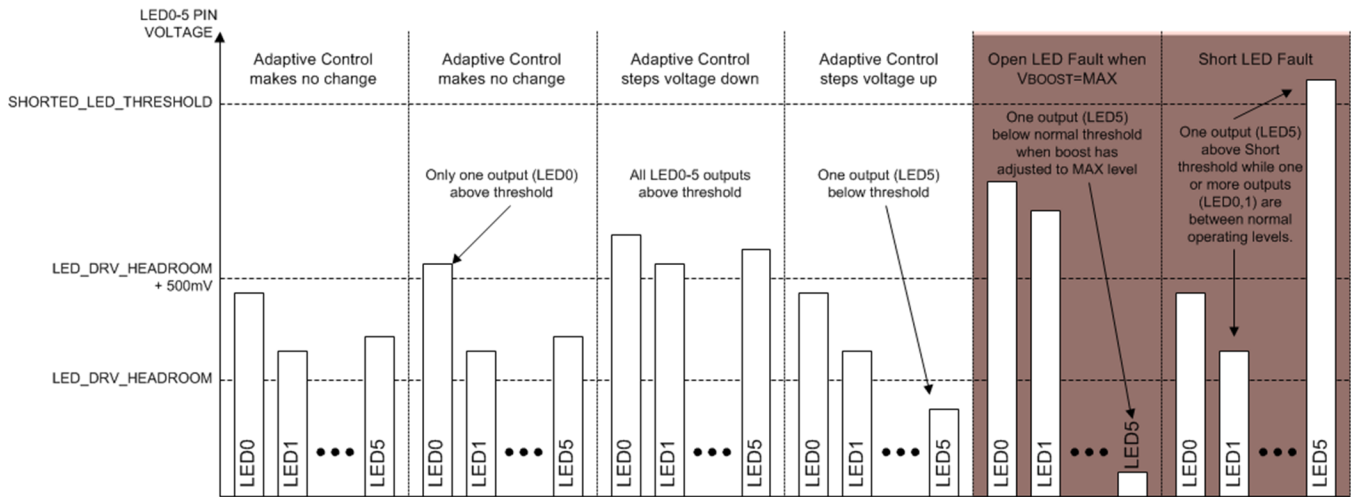 LED0-5 PIN
VOLTAGE
SHORTED_LED_THRESHOLD
LED_DRV_HEADROOM
+ 500mV
LED_DRV_HEADROOM
Adaptive Control
makes no change
LED0
LED1
LED5
Adaptive Control
makes no change
Only one output (LED0)
above threshold
LED0
LED1
LED5
Adaptive Control
steps voltage down
All LED0-5 outputs
above threshold
LED0
LED1
LED5
Adaptive Control
steps voltage up
One output (LED5)
below threshold
LED0
LED1
LED5
Open LED Fault when
VBOOST=MAX
One output (LED5)
below normal threshold
when boost has
adjusted to MAX level
LED0
LED1
LED5
Short LED Fault
One output (LED5)
above Short
threshold while one
or more outputs
(LED0,1) are
between normal
operating levels.
LED0
LED1
LED5